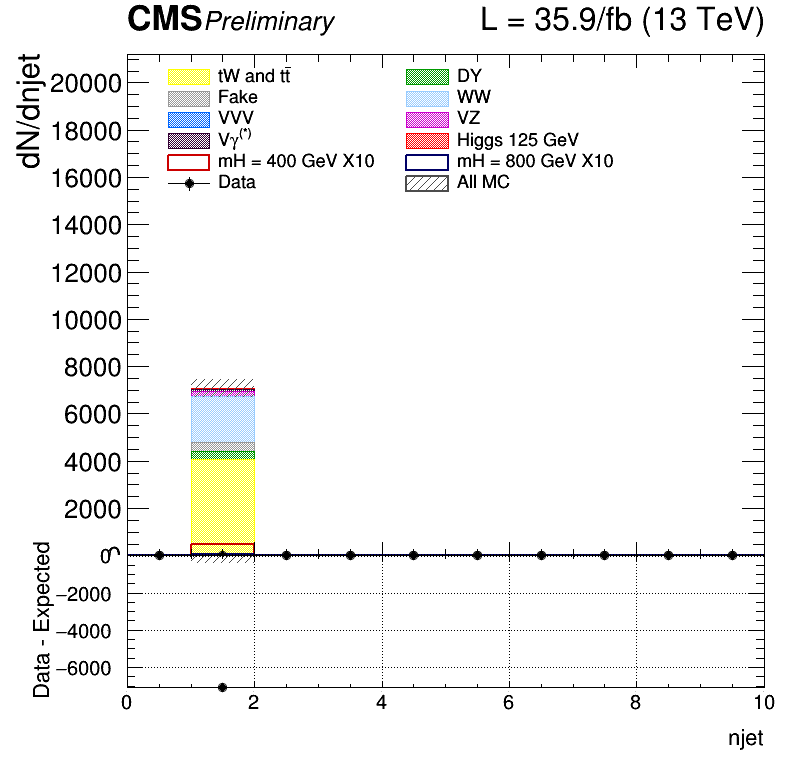 CMS Preliminary L = 35.9/fb (13 TeV)
dN/dnjet
20000
18000
16000
14000
12000
10000
8000
6000
4000
2000
0
tW and tt̄ DY
Fake WW
VVV VZ
Vγ(*) Higgs 125 GeV
mH = 400 GeV X10 mH = 800 GeV X10
Data All MC
Data - Expected
−2000
−4000
−6000
0 2 4 6 8 10
njet